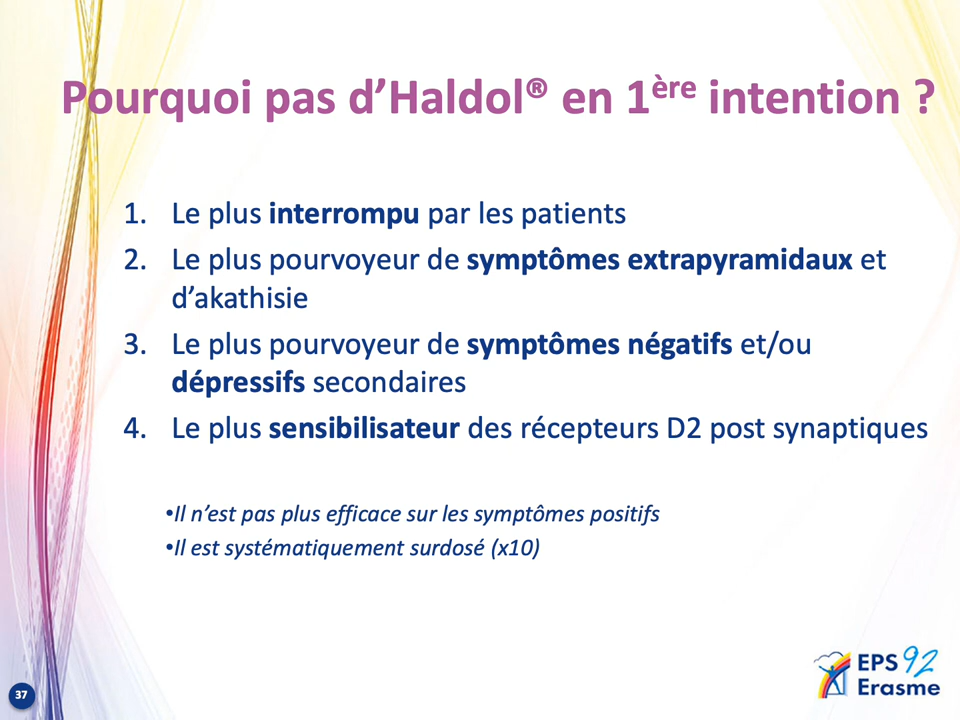 Pourquoi pas d’Haldol® en 1ère intention ?
1. Le plus interrompu par les patients
2. Le plus pourvoyeur de symptômes extrapyramidaux et
d’akathisie
3. Le plus pourvoyeur de symptômes négatifs et/ou
dépressifs secondaires
4. Le plus sensibilisateur des récepteurs D2 post synaptiques
•Il n’est pas plus efficace sur les symptômes positifs
•Il est systématiquement surdosé (x10)
37
EPS 92
Erasme